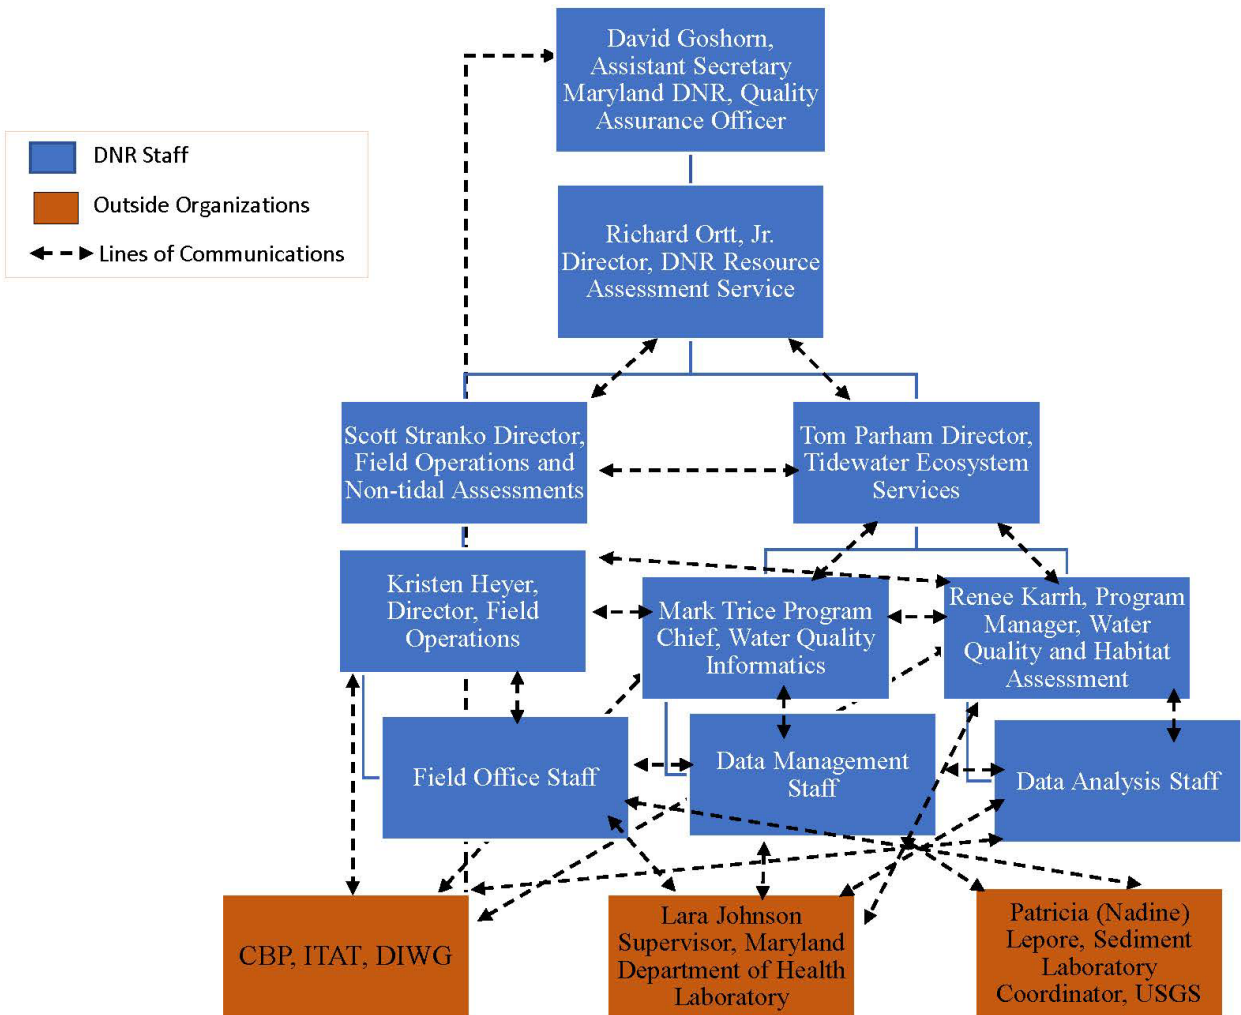 David Goshorn,
Assistant Secretary
Maryland DNR, Quality
Assurance Officer
DNR Staff
Outside Organizations
Lines of Communications
Richard Ortt, Jr.
Director, DNR Resource
Assessment Service
Scott Stranko Director,
Field Operations and
Non-tidal Assessments
Tom Parham Director,
Tidewater Ecosystem
Services
Kristen Heyer,
Director, Field
Operations
Mark Trice Program
Chief, Water Quality
Informatics
Renee Karrh, Program
Manager, Water
Quality and Habitat
Assessment
Field Office Staff
Data Management
Staff
Data Analysis Staff
CBP, ITAT, DIWG
Lara Johnson
Supervisor, Maryland
Department of Health
Laboratory
Patricia (Nadine)
Lepore, Sediment
Laboratory
Coordinator, USGS